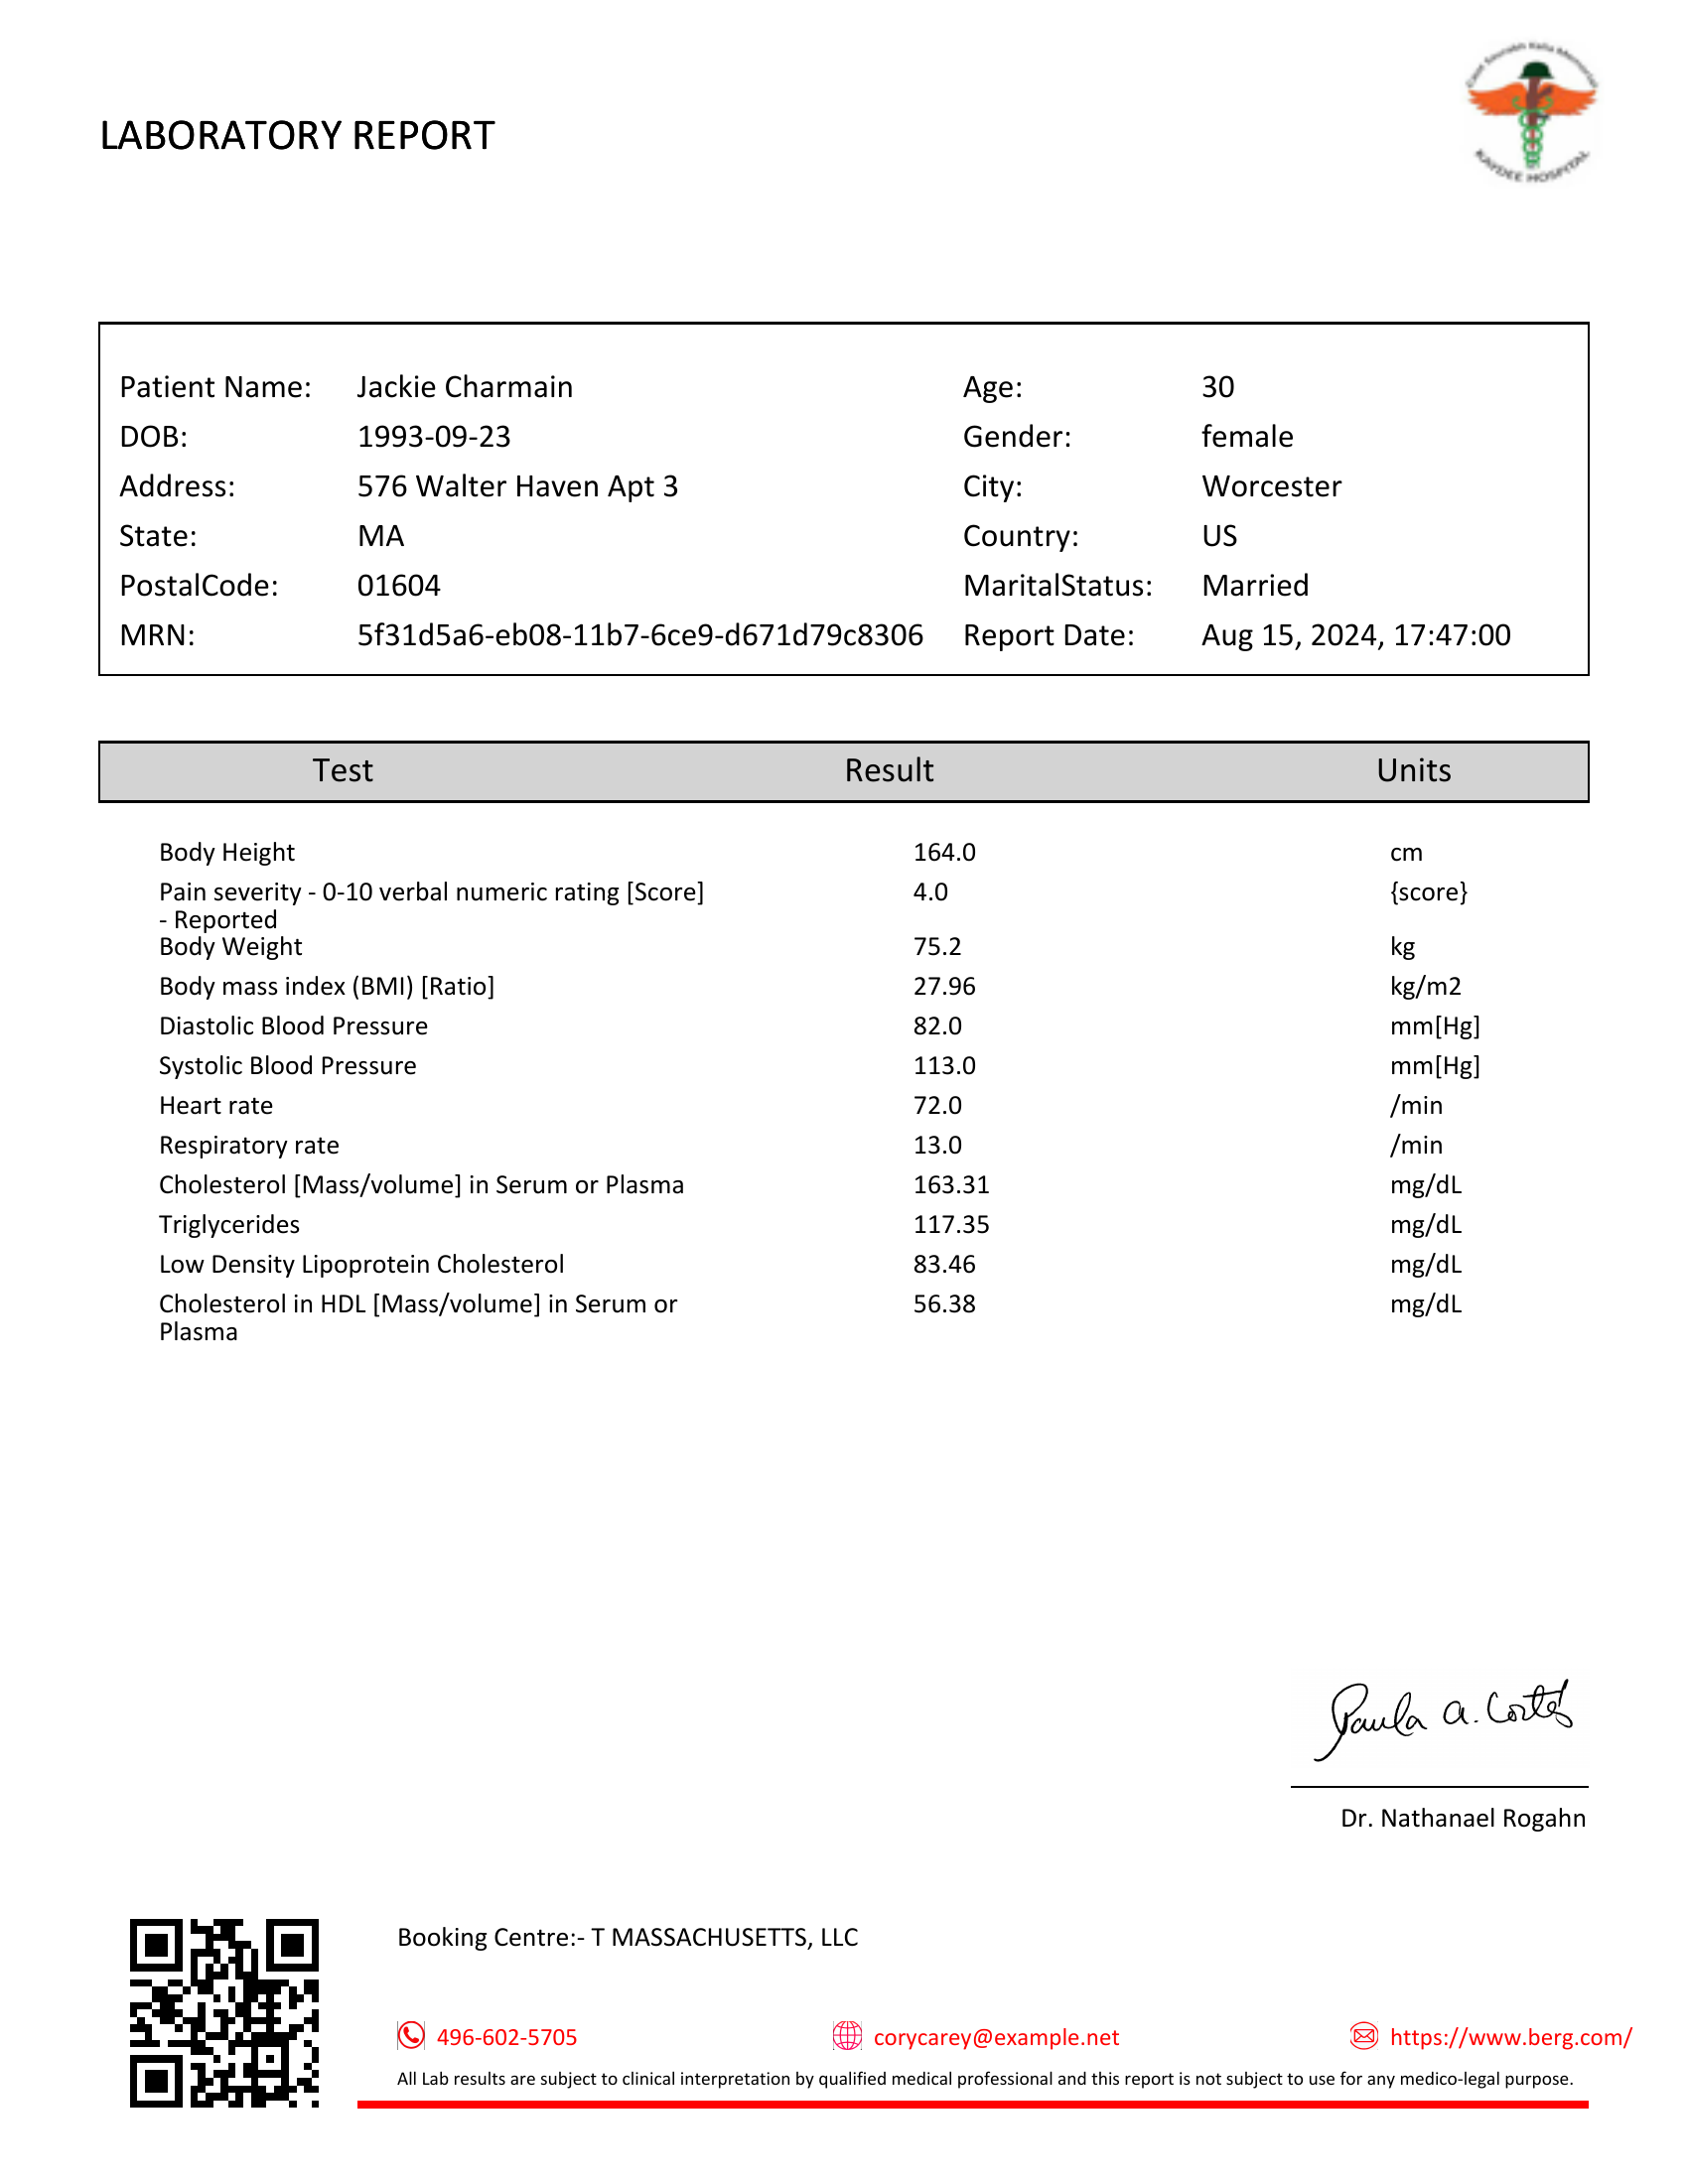 KAYDEE HOSPITAL
LABORATORY REPORT
Patient Name: Jackie Charmain Age: 30
DOB: 1993-09-23 Gender: female
Address: 576 Walter Haven Apt 3 City: Worcester
State: MA Country: US
PostalCode: 01604 MaritalStatus: Married
MRN: 5f31d5a6-eb08-11b7-6ce9-d671d79c8306 Report Date: Aug 15, 2024, 17:47:00
Test Result Units
Body Height 164.0 cm
Pain severity - 0-10 verbal numeric rating [Score] 4.0 {score}
- Reported
Body Weight 75.2 kg
Body mass index (BMI) [Ratio] 27.96 kg/m2
Diastolic Blood Pressure 82.0 mm[Hg]
Systolic Blood Pressure 113.0 mm[Hg]
Heart rate 72.0 /min
Respiratory rate 13.0 /min
Cholesterol [Mass/volume] in Serum or Plasma 163.31 mg/dL
Triglycerides 117.35 mg/dL
Low Density Lipoprotein Cholesterol 83.46 mg/dL
Cholesterol in HDL [Mass/volume] in Serum or 56.38 mg/dL
Plasma
Paula A.
Dr. Nathanael Rogahn
Booking Centre:- T MASSACHUSETTS, LLC
496-602-5705 corycarey@example.net https://www.berg.com/
All Lab results are subject to clinical interpretation by qualified medical professional and this report is not subject to use for any medico-legal purpose.